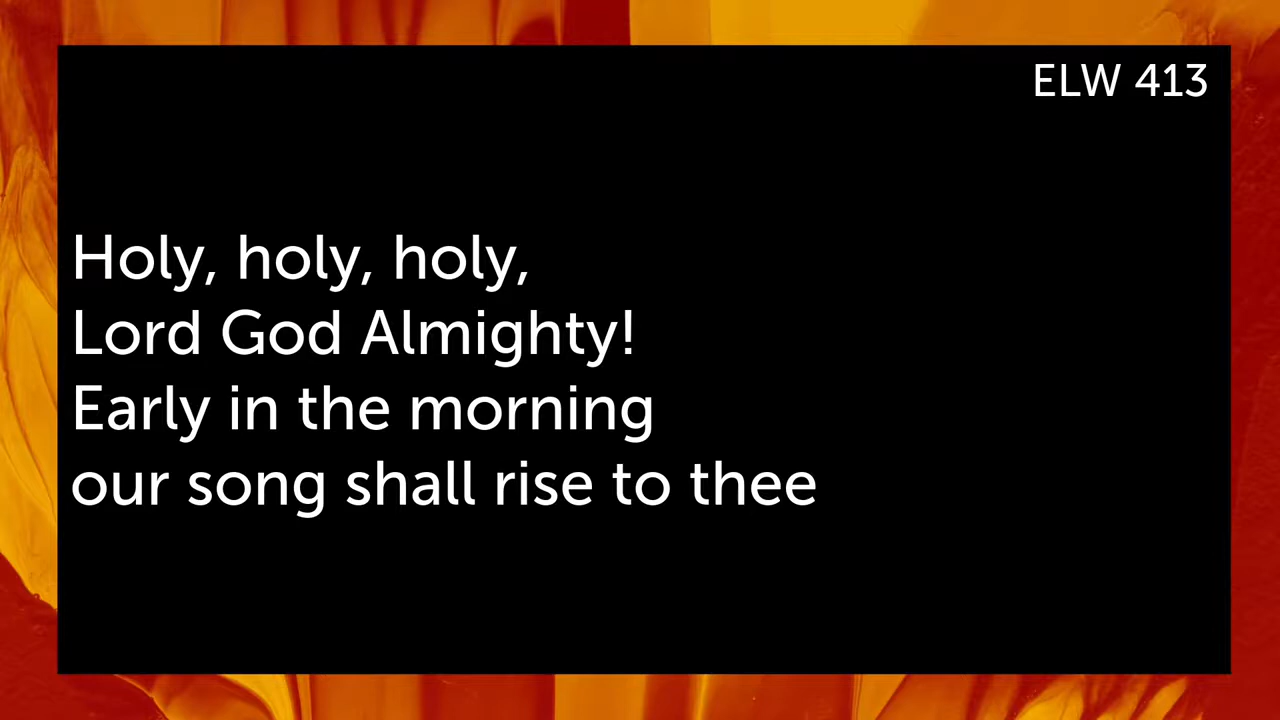 ELW 413
Holy, holy, holy,
Lord God Almighty!
Early in the morning
our song shall rise to thee